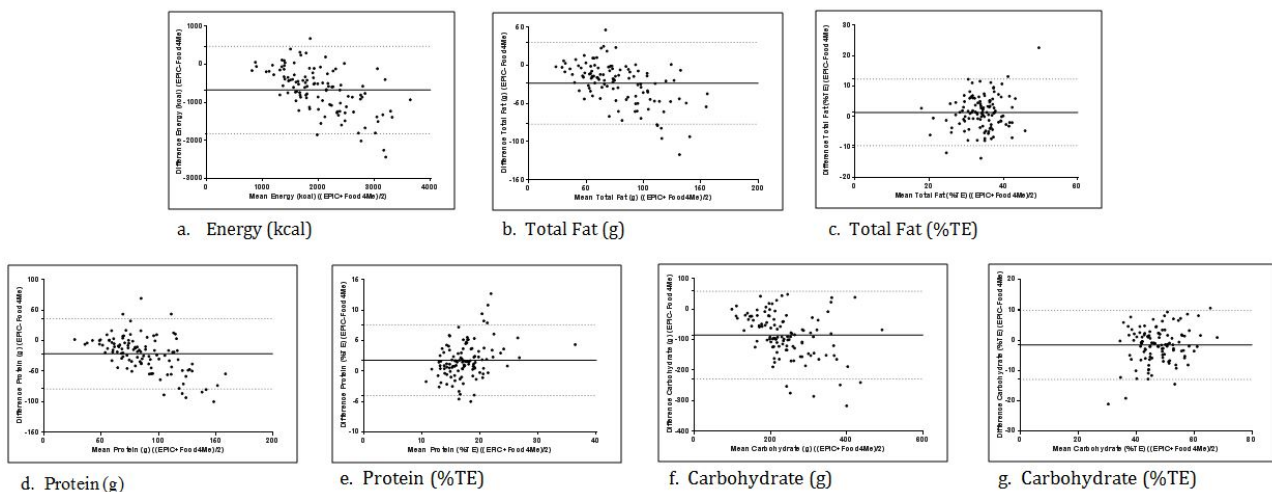 Difference Energy (kcal) (EPIC-Food4Me)
1000
0
-1000
-2000
-3000
0 1000 2000 3000 4000
Mean Energy (kcal) ((EPIC+Food4Me)/2)
a. Energy (kcal)
Difference Total Fat (g) (EPIC-Food4Me)
50
0
-50
-100
-150
0 50 100 150 200
Mean Total Fat (g) ((EPIC+Food4Me)/2)
b. Total Fat (g)
Difference Total Fat (%TE) (EPIC-Food4Me)
30
20
10
0
-10
-20
0 20 40 60
Mean Total Fat (%TE) ((EPIC+Food4Me)/2)
c. Total Fat (%TE)
Difference Protein (g) (EPIC-Food4Me)
100
50
0
-50
-100
-150
0 50 100 150 200
Mean Protein (g) ((EPIC+Food4Me)/2)
d. Protein (g)
Difference Protein (%TE) (EPIC-Food4Me)
15
10
5
0
-5
-10
0 10 20 30 40
Mean Protein (%TE) ((EPIC+Food4Me)/2)
e. Protein (%TE)
Difference Carbohydrate (g) (EPIC-Food4Me)
100
0
-100
-200
-300
-400
0 200 400 600
Mean Carbohydrate (g) ((EPIC+Food4Me)/2)
f. Carbohydrate (g)
Difference Carbohydrate (%TE) (EPIC-Food4Me)
20
10
0
-10
-20
-30
0 20 40 60 80
Mean Carbohydrate (%TE) ((EPIC+Food4Me)/2)
g. Carbohydrate (%TE)